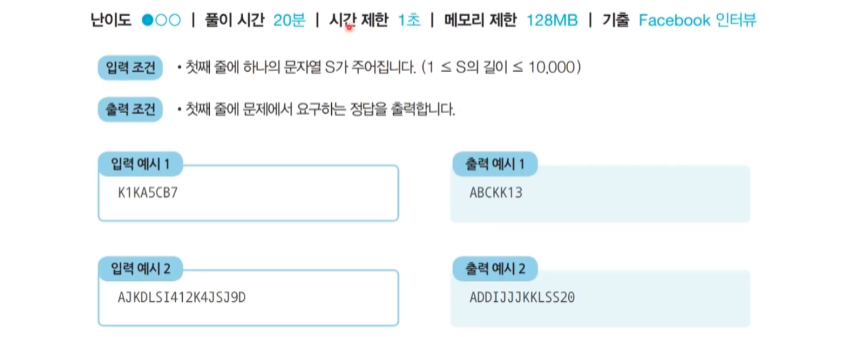 난이도 ●○○ | 풀이 시간 20분 | 시간 제한 1초 | 메모리 제한 128MB | 기출 Facebook 인터뷰
입력 조건 • 첫째 줄에 하나의 문자열 S가 주어집니다. (1 ≤ S의 길이 ≤ 10,000)
출력 조건 • 첫째 줄에 문제에서 요구하는 정답을 출력합니다.
입력 예시 1
K1KA5CB7
출력 예시 1
ABCKK13
입력 예시 2
AJKDLSI412K4JSJ9D
출력 예시 2
ADDIJJJKKLSS20